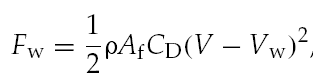 F_w = \frac{1}{2} ρA_f C_D (V − V_w)^2,